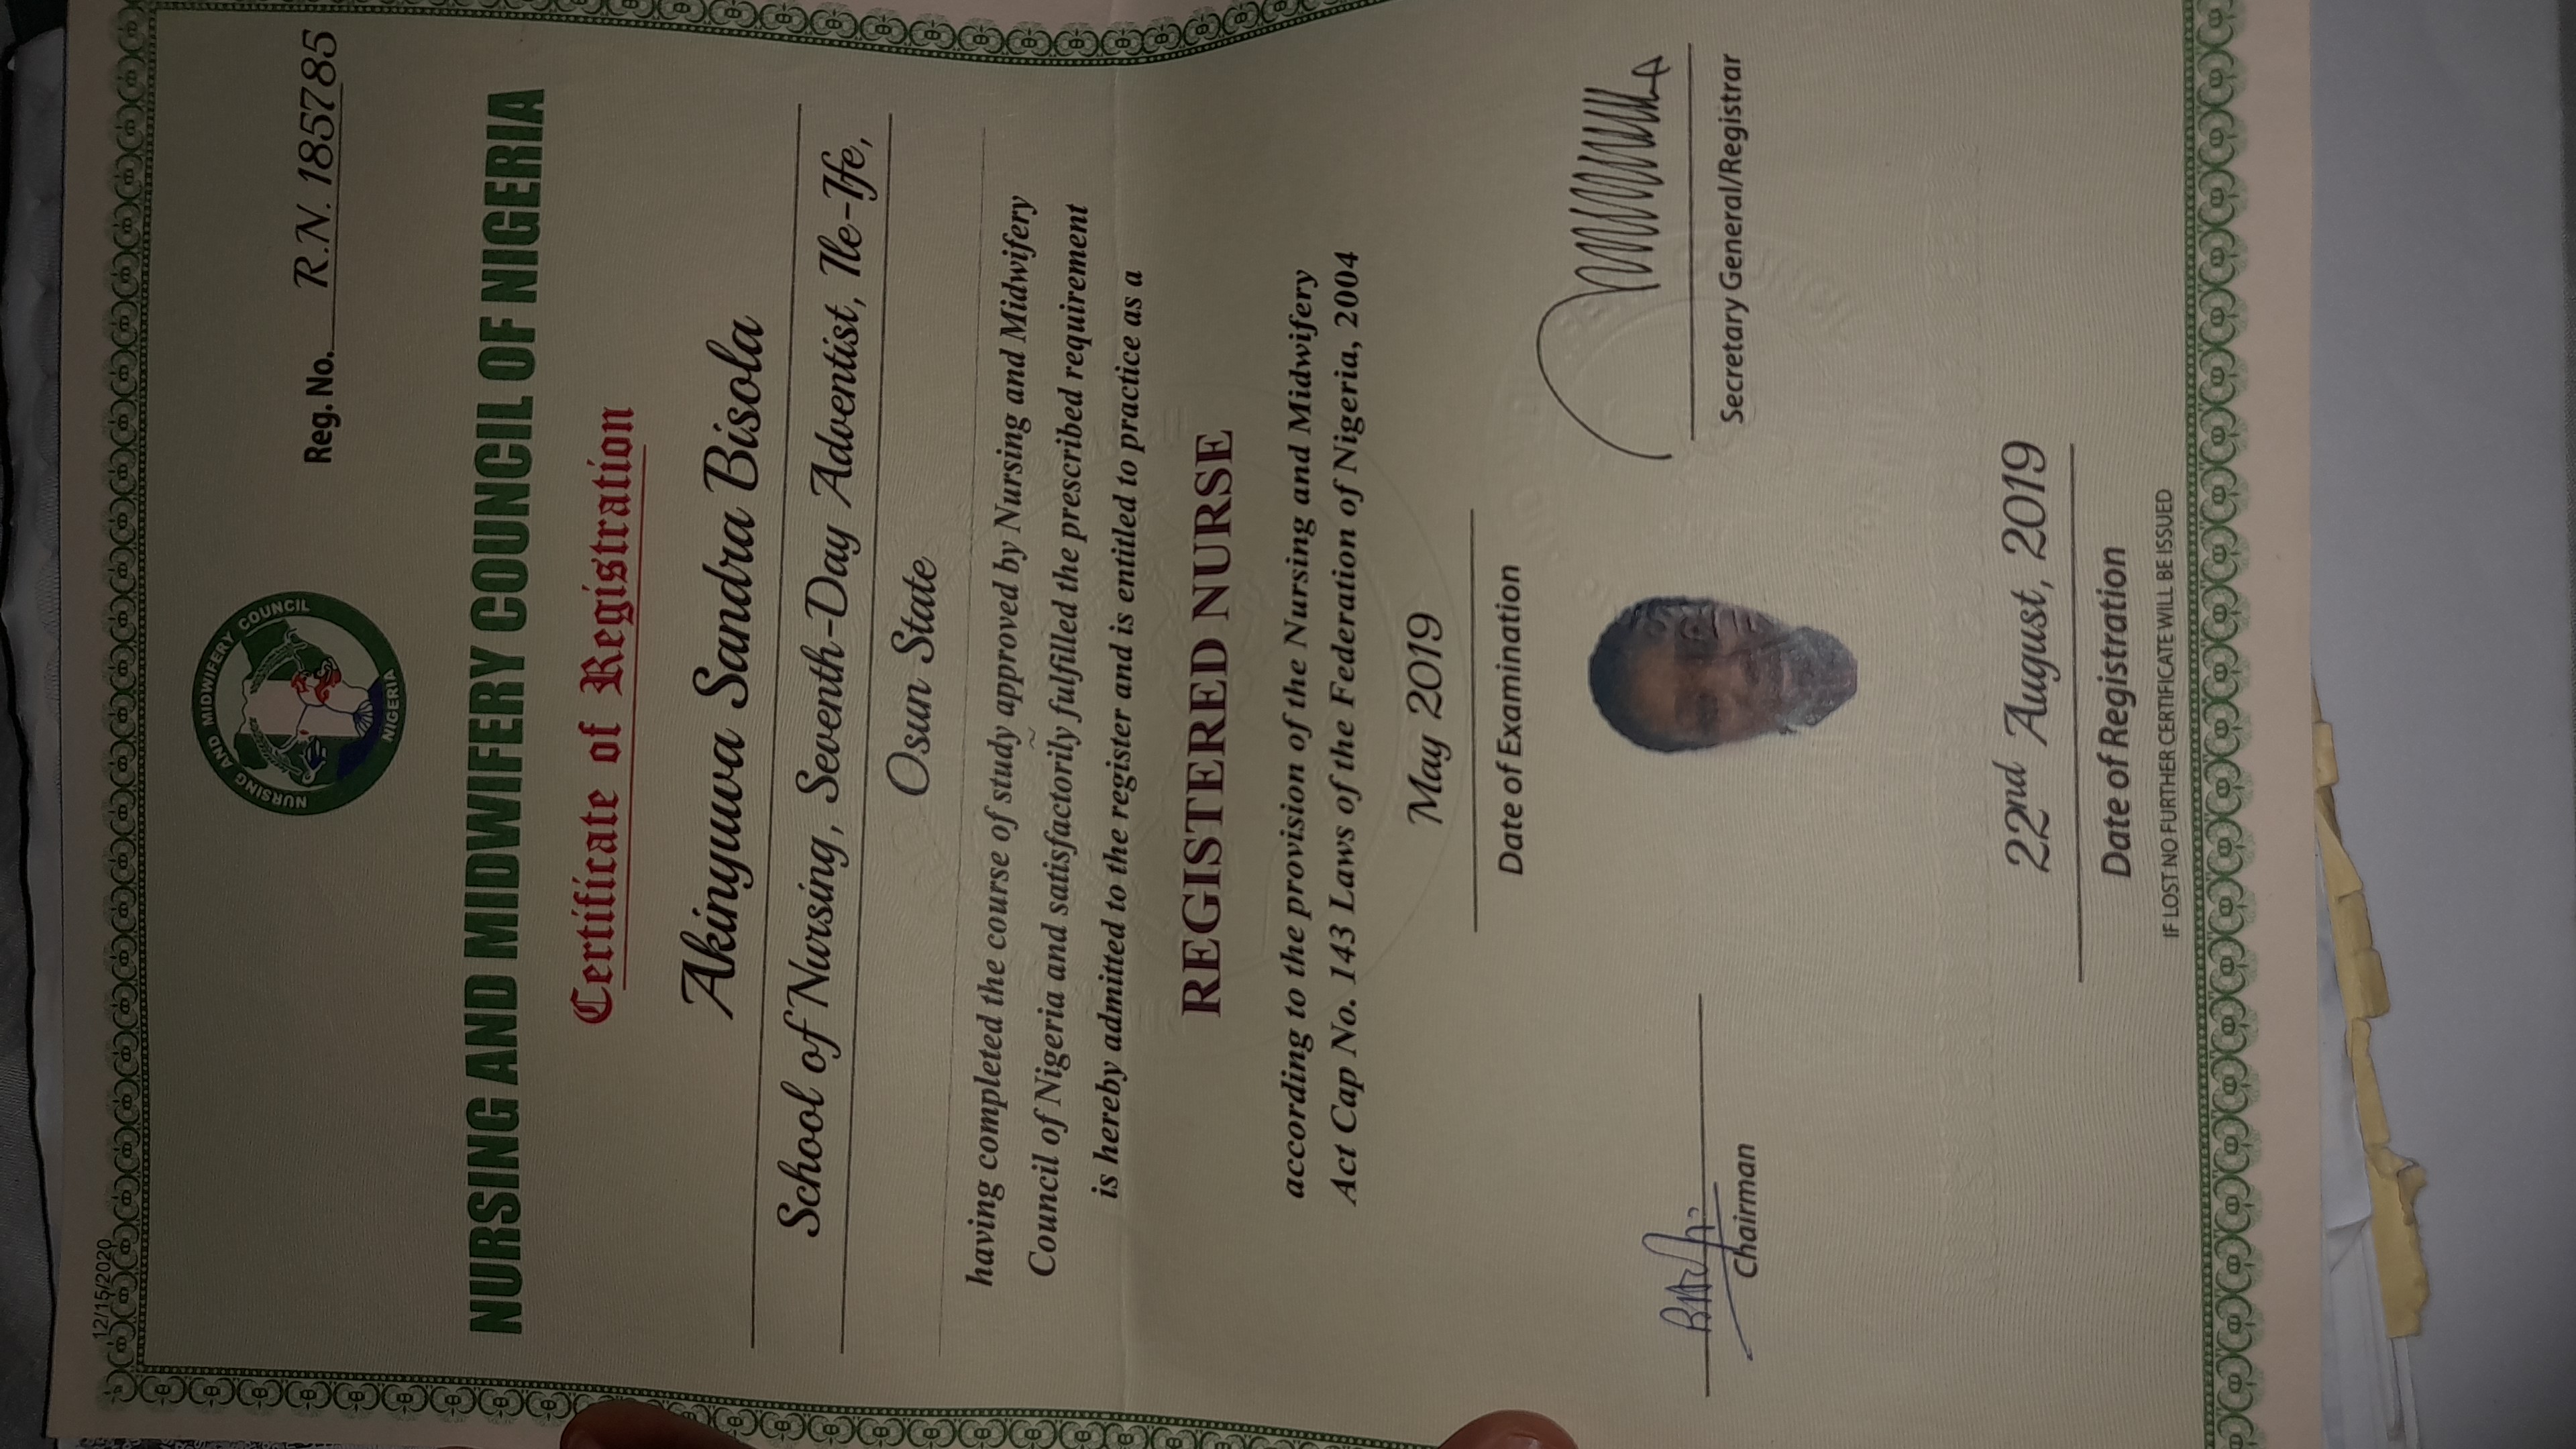 12/15/2020
NURSING AND MIDWIFERY COUNCIL
NIGERIA
Reg. No. R.N. 185785
NURSING AND MIDWIFERY COUNCIL OF NIGERIA
Certificate of Registration
Akinyuwa Sandra Bisola
School of Nursing, Seventh-Day Adventist, Ile-Ife,
Osun State
having completed the course of study approved by Nursing and Midwifery
Council of Nigeria and satisfactorily fulfilled the prescribed requirement
is hereby admitted to the register and is entitled to practice as a
REGISTERED NURSE
according to the provision of the Nursing and Midwifery
Act Cap No. 143 Laws of the Federation of Nigeria, 2004
May 2019
Date of Examination
Chairman
Secretary General/Registrar
22nd August, 2019
Date of Registration
IF LOST NO FURTHER CERTIFICATE WILL BE ISSUED